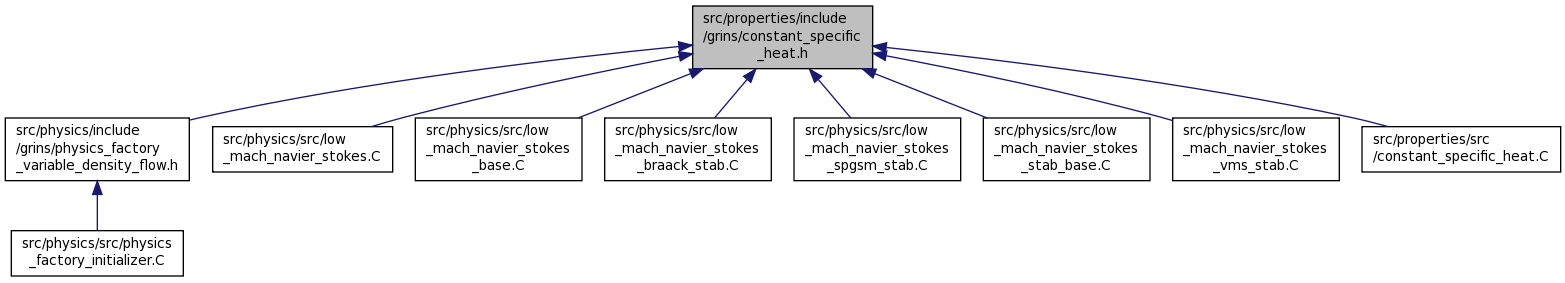 src/properties/include
/grins/constant_specific
_heat.h
src/physics/include
/grins/physics_factory
_variable_density_flow.h
src/physics/src/low
_mach_navier_stokes.C
src/physics/src/low
_mach_navier_stokes
_base.C
src/physics/src/low
_mach_navier_stokes
_braack_stab.C
src/physics/src/low
_mach_navier_stokes
_spgsm_stab.C
src/physics/src/low
_mach_navier_stokes
_stab_base.C
src/physics/src/low
_mach_navier_stokes
_vms_stab.C
src/properties/src
/constant_specific_heat.C
src/physics/src/physics
_factory_initializer.C